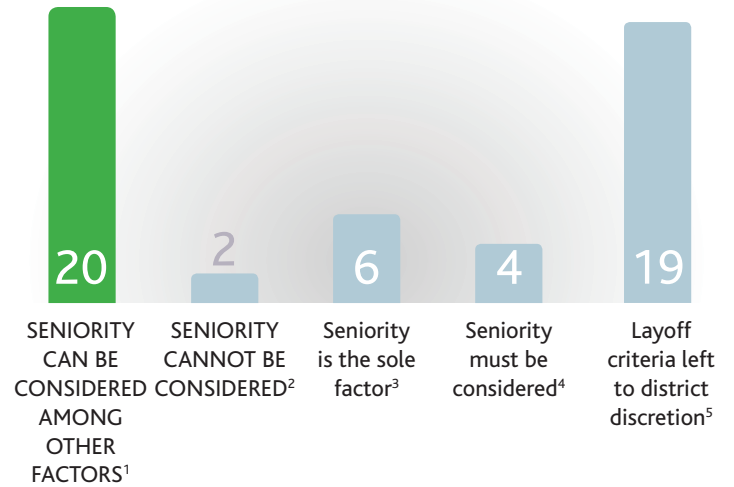 20
2
6
4
19
SENIORITY
CAN BE
CONSIDERED
AMONG
OTHER
FACTORS¹
SENIORITY
CANNOT BE
CONSIDERED²
Seniority
is the sole
factor³
Seniority
must be
considered⁴
Layoff
criteria left
to district
discretion⁵